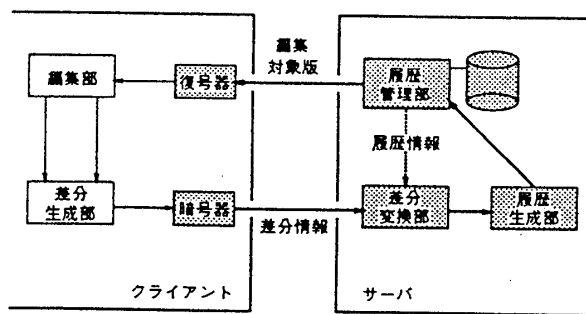 編集
対象版
編集部
復号器
履歴
管理部
履歴情報
差分
生成部
暗号器
差分情報
差分
変換部
履歴
生成部
クライアント
サーバ